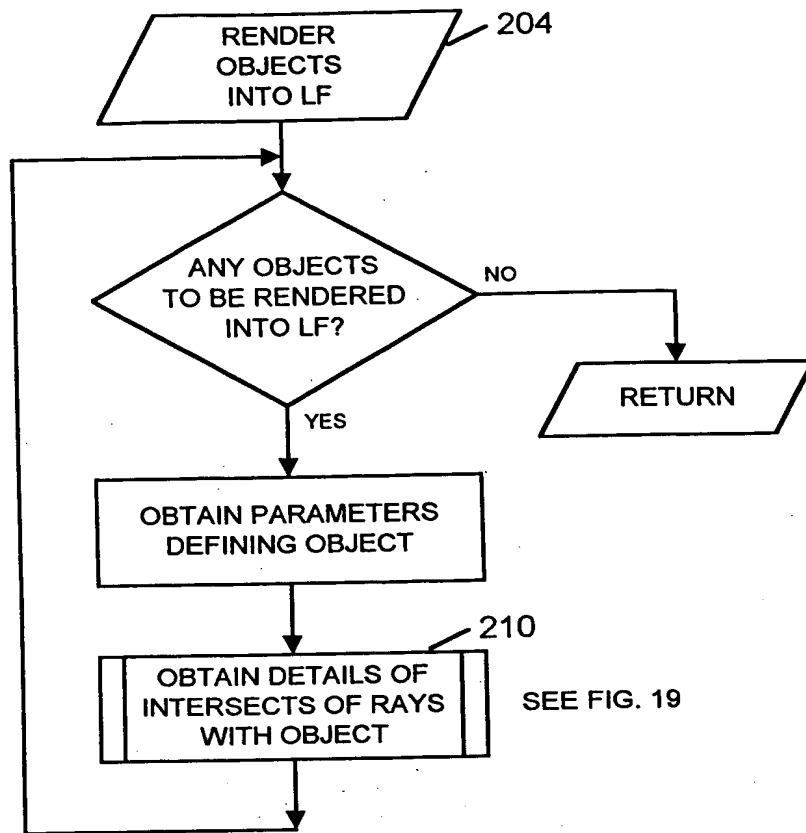 RENDER
OBJECTS
INTO LF
204
ANY OBJECTS
TO BE RENDERED
INTO LF?
NO
RETURN
YES
OBTAIN PARAMETERS
DEFINING OBJECT
210
OBTAIN DETAILS OF
INTERSECTS OF RAYS
WITH OBJECT
SEE FIG. 19